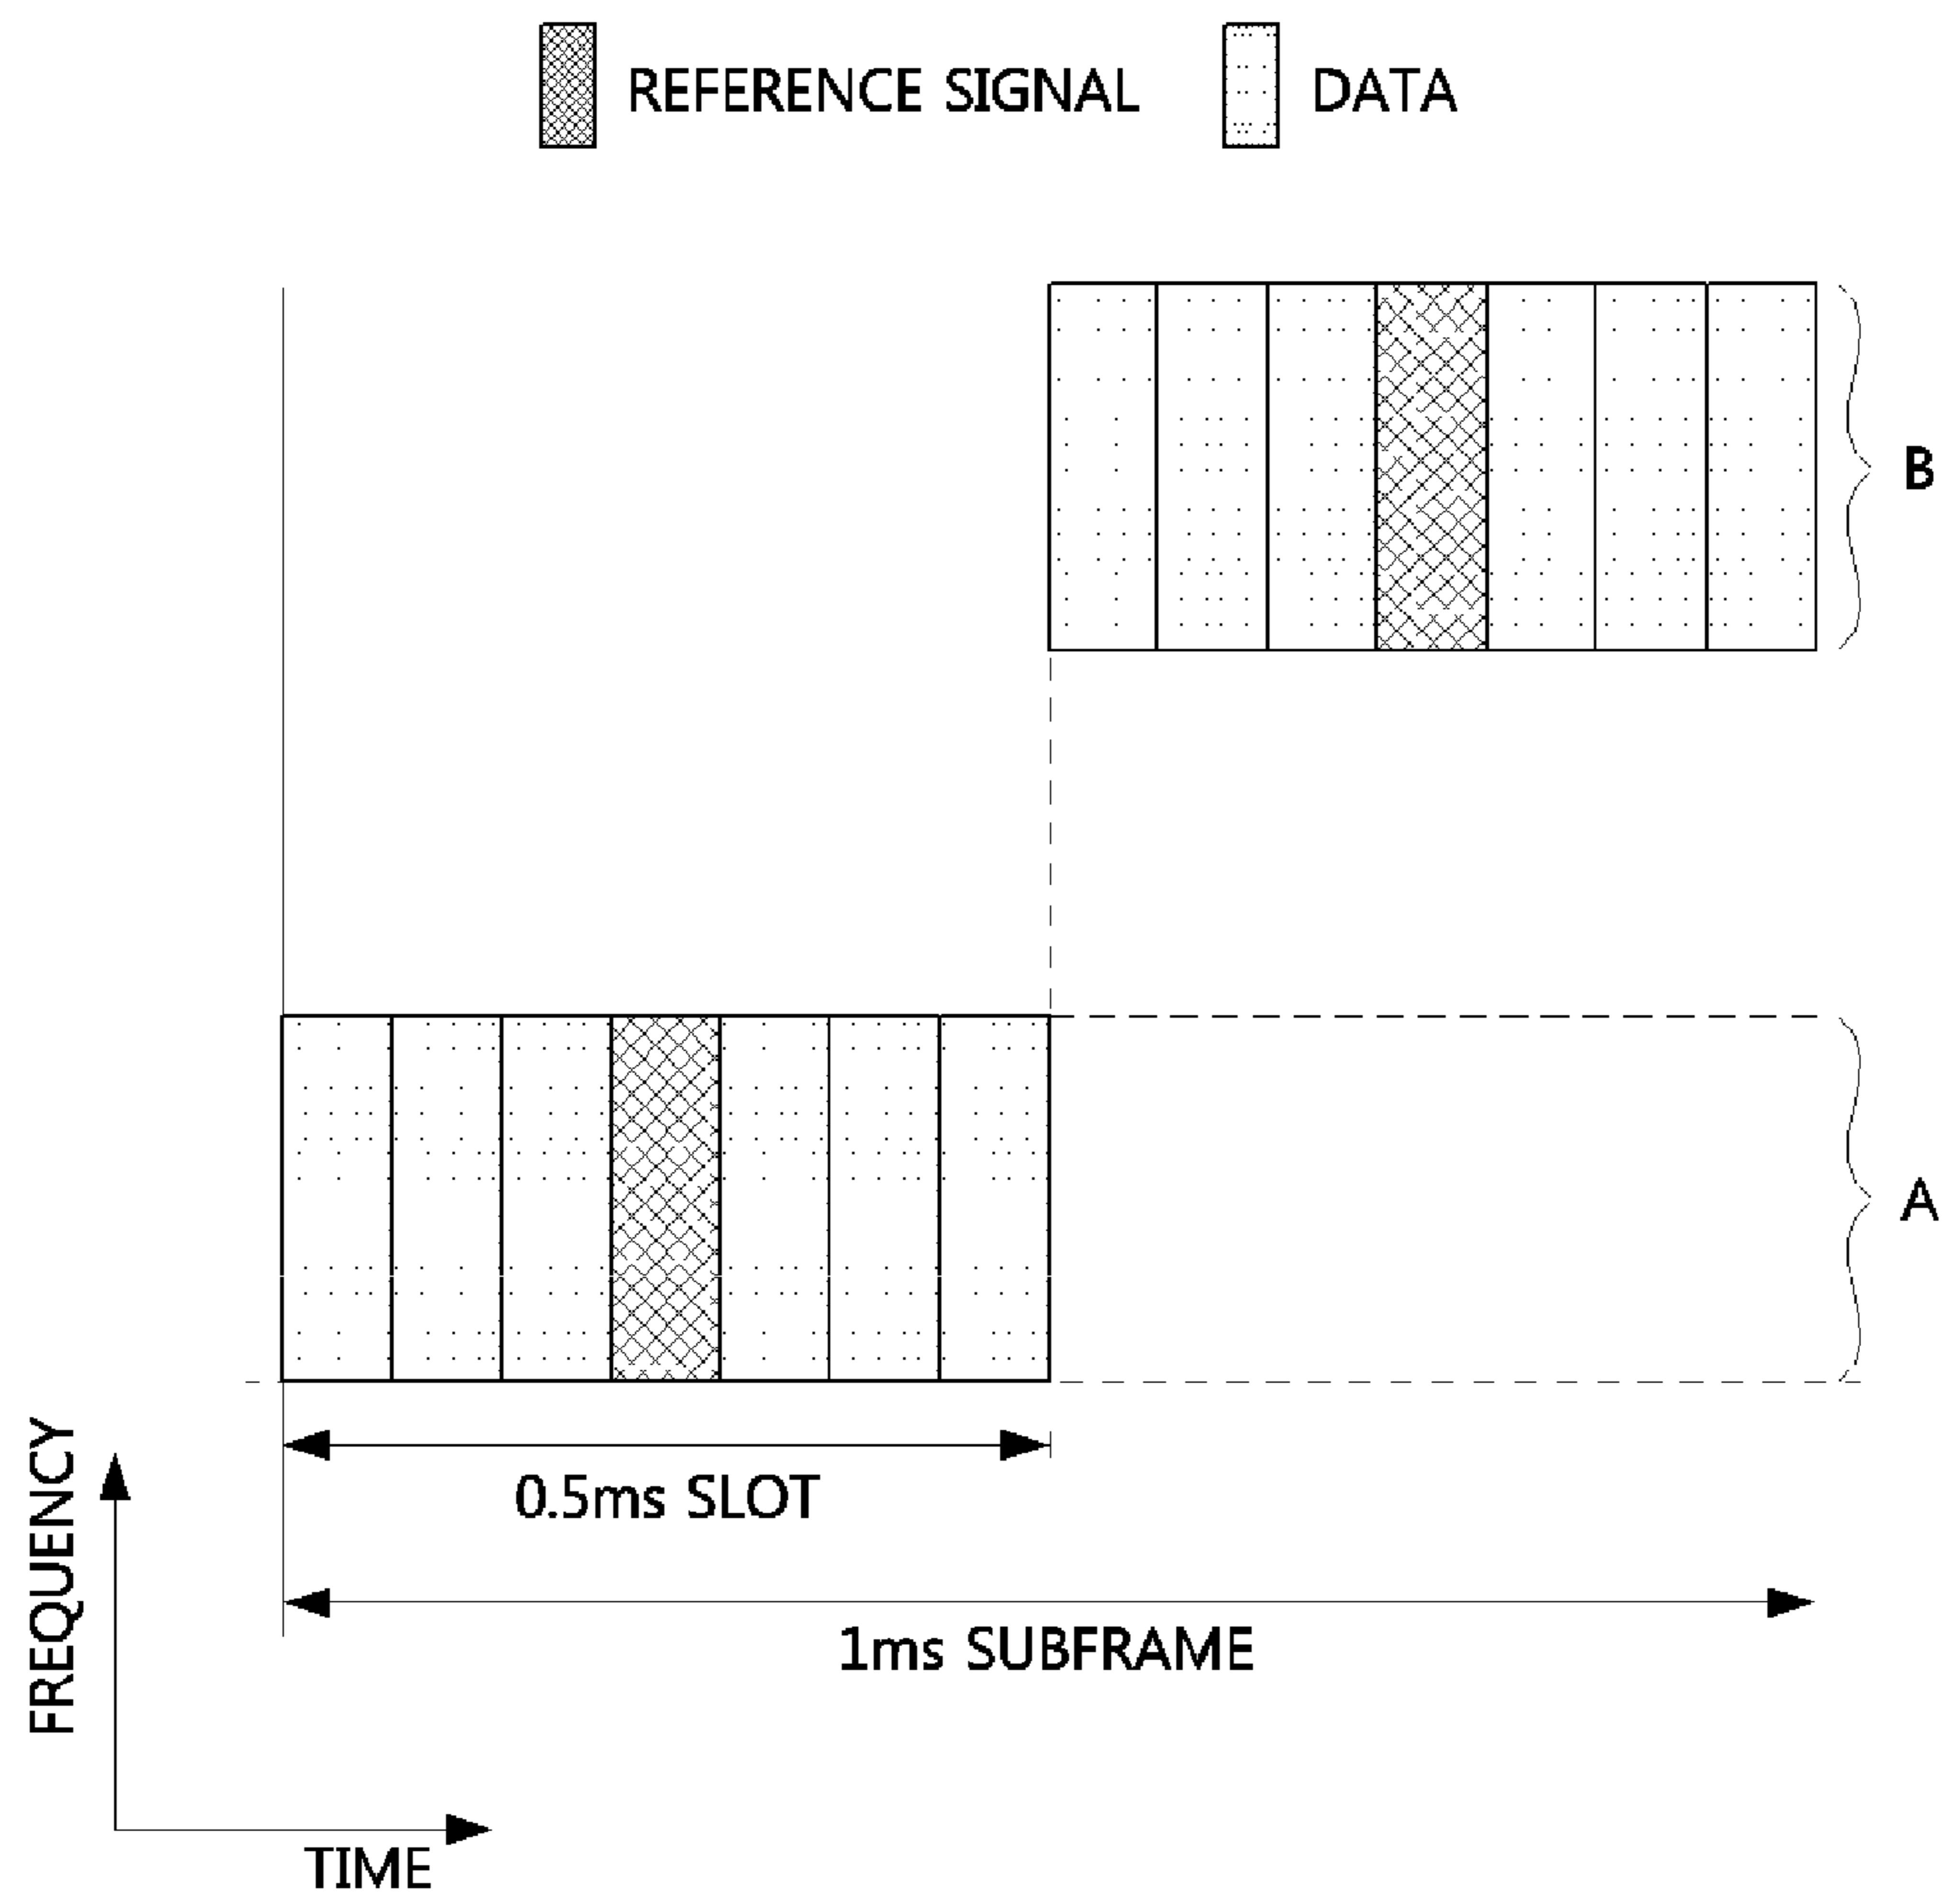 REFERENCE SIGNAL
DATA
B
A
0.5ms SLOT
1ms SUBFRAME
FREQUENCY
TIME